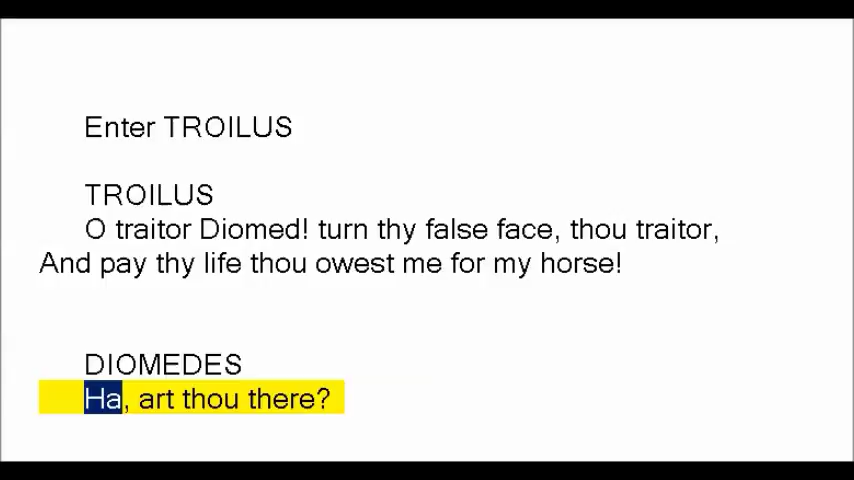 Enter TROILUS
TROILUS
O traitor Diomed! turn thy false face, thou traitor,
And pay thy life thou owest me for my horse!
DIOMEDES
Ha, art thou there?